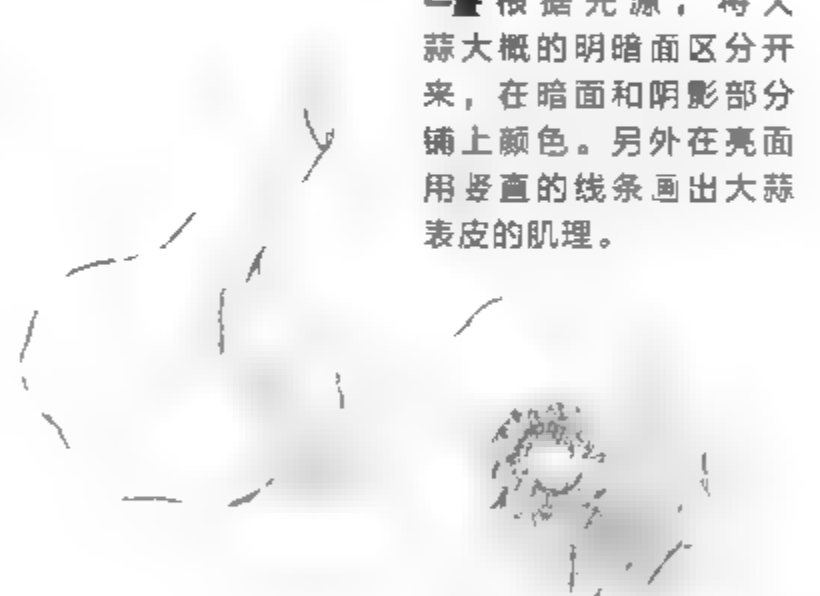 根据光源，将大
蒜大概的明暗面区分开
来，在暗面和阴影部分
铺上颜色。另外在亮面
用竖直的线条画出大蒜
表皮的肌理。